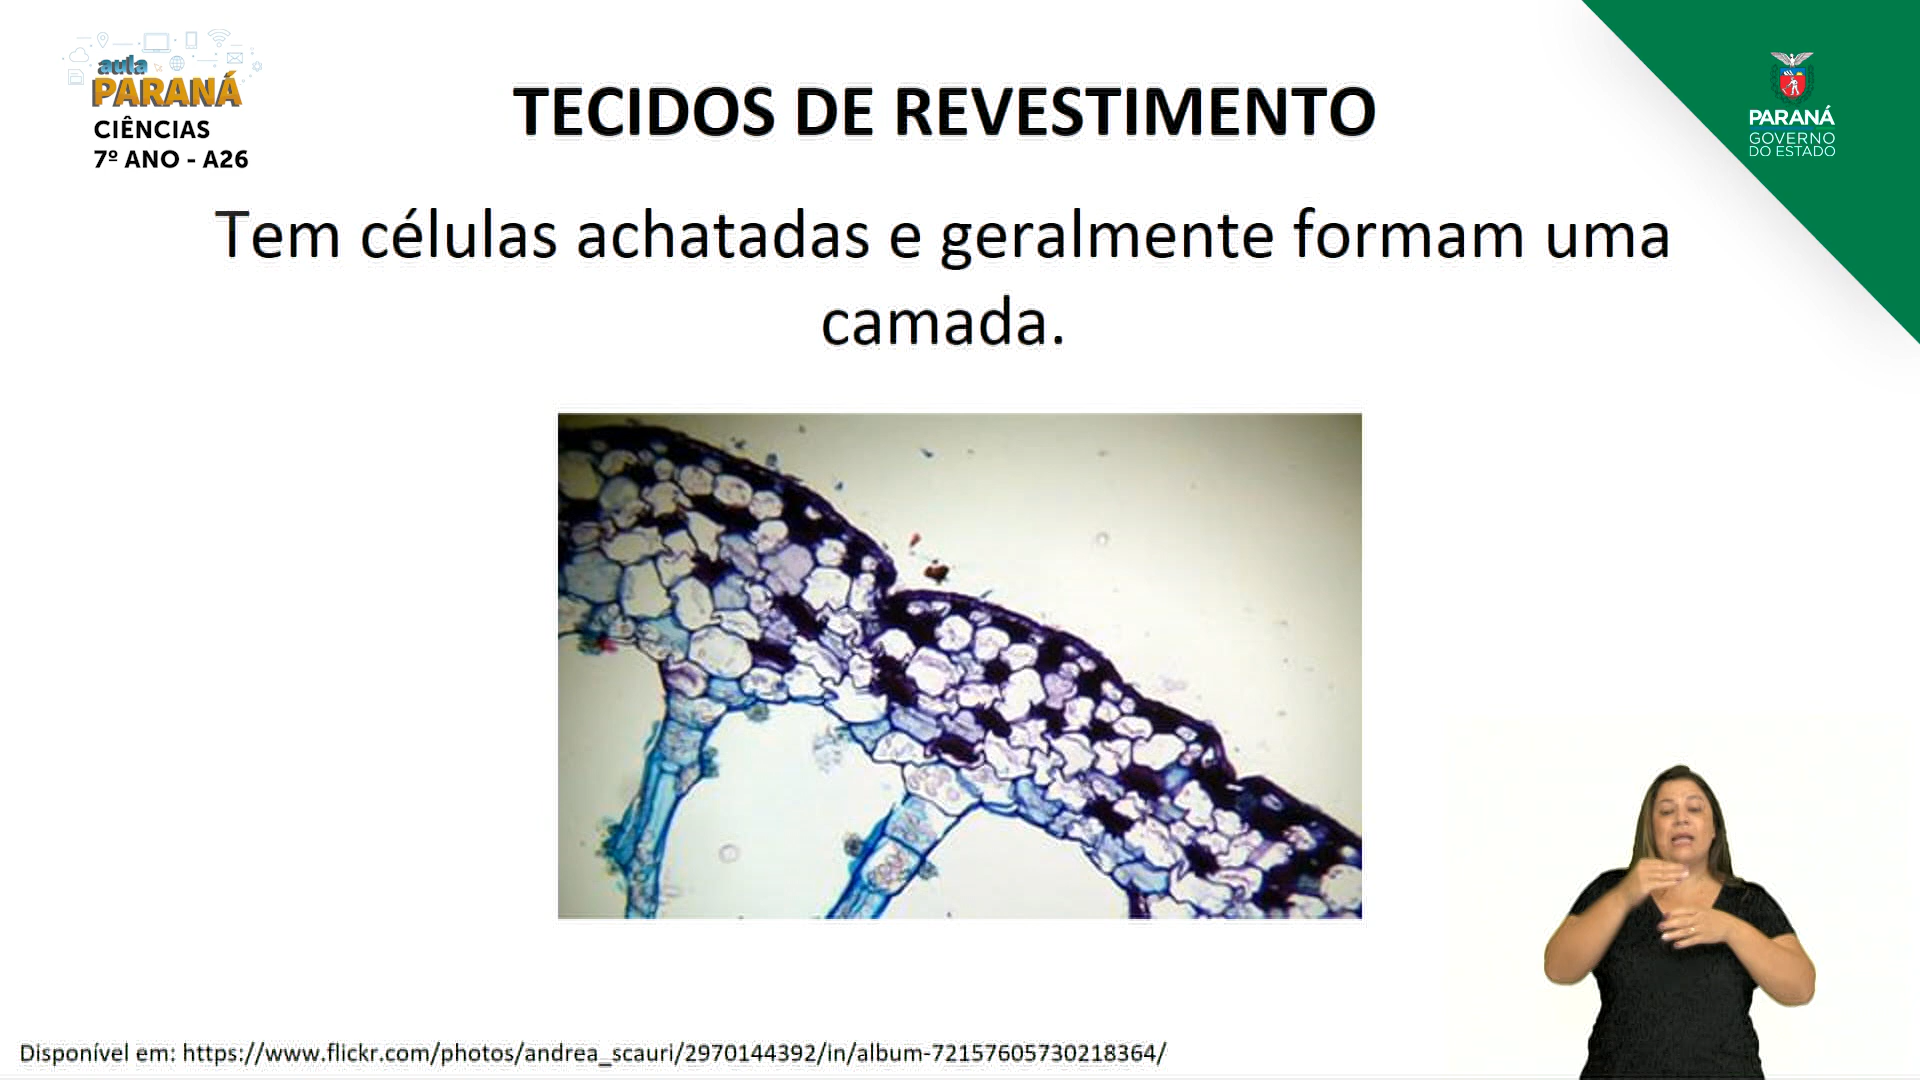 aula
PARANÁ
CIÊNCIAS
7º ANO - A26
TECIDOS DE REVESTIMENTO
PARANÁ
GOVERNO
DO ESTADO
Tem células achatadas e geralmente formam uma
camada.
Disponível em: https://www.flickr.com/photos/andrea_scauri/2970144392/in/album-72157605730218364/